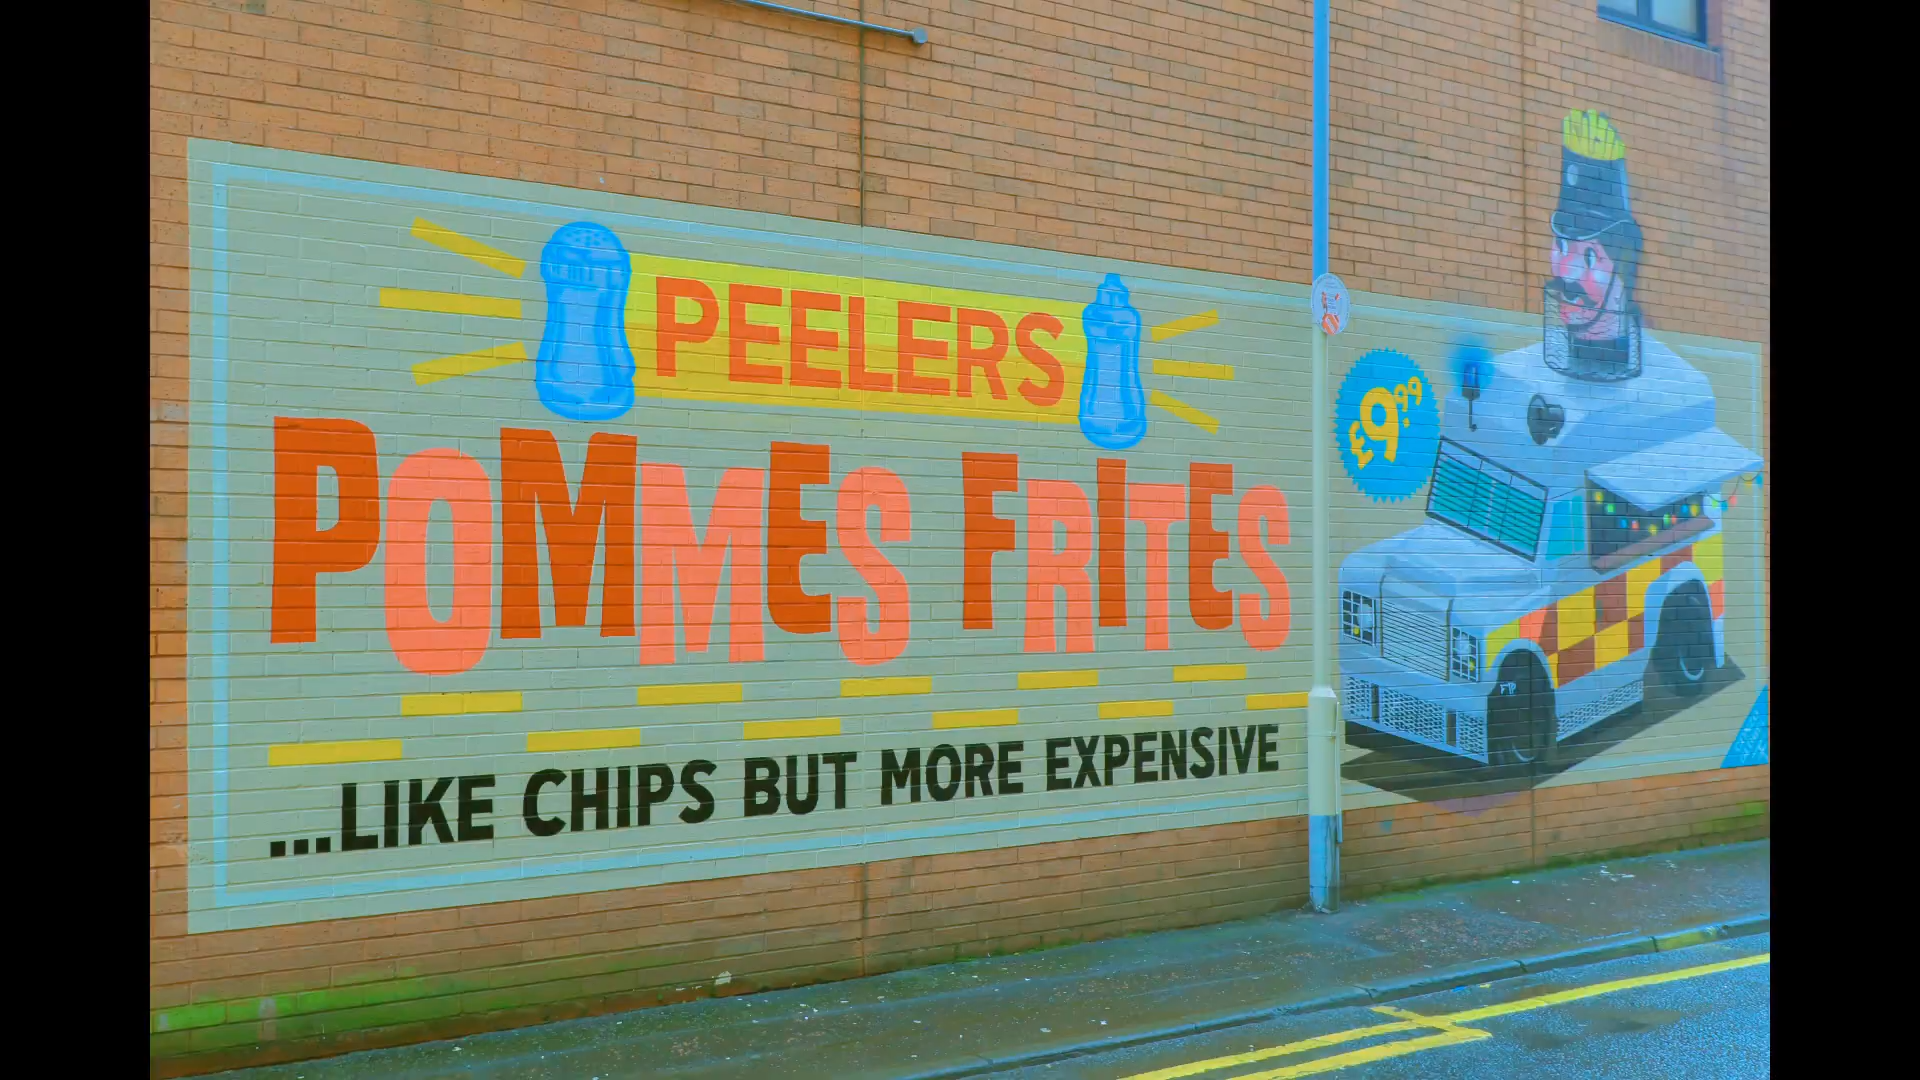 PEELERS
POMMES FRITES
...LIKE CHIPS BUT MORE EXPENSIVE
£9.99